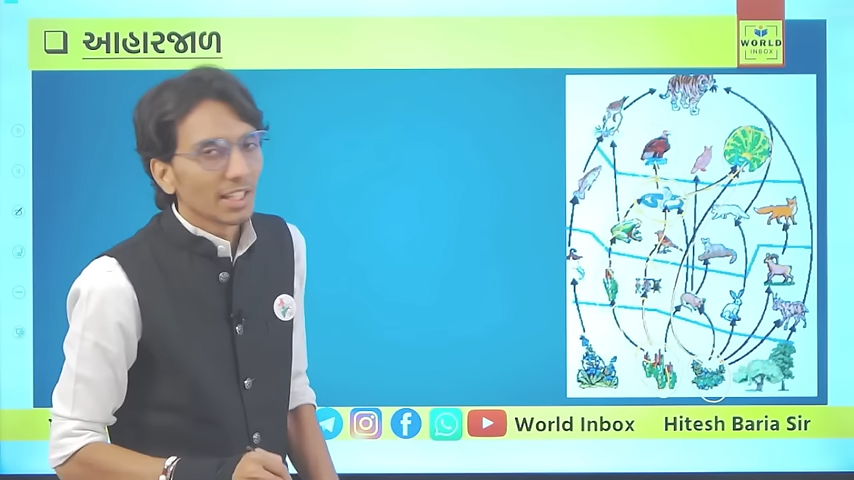 આહારજાળ
WORLD
INBOX
World Inbox Hitesh Baria Sir